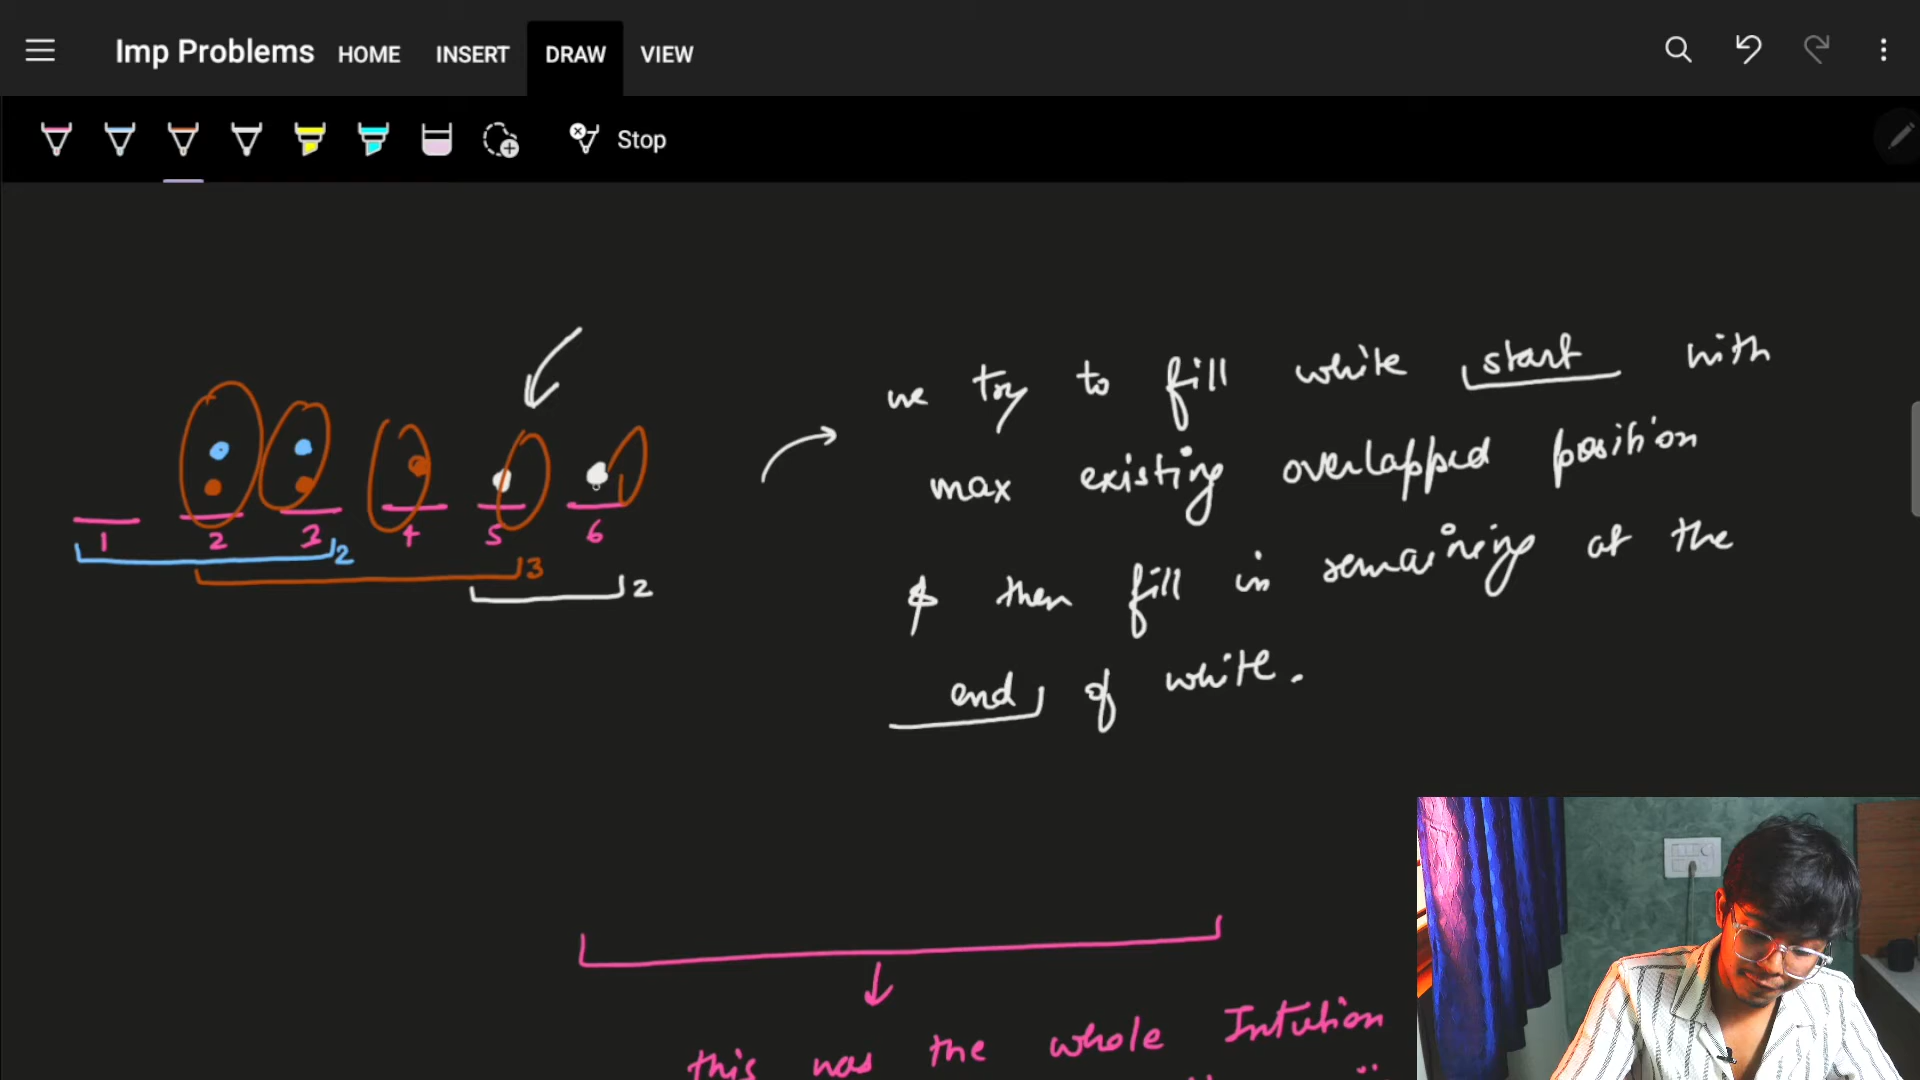 Imp Problems HOME INSERT DRAW VIEW
Stop
we try to fill white start with
max existing overlapped position
& then fill in remaining at the
end of white.
1 2 3 4 5 6
2
3
2
this was the whole Intution